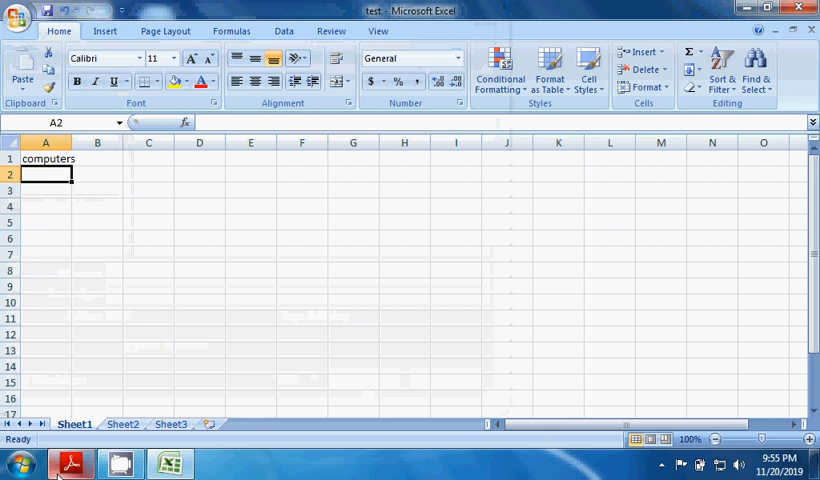 test - Microsoft Excel
Home Insert Page Layout Formulas Data Review View
Calibri 11 General Insert Σ
Paste Conditional Formatting Format as Table Cell Styles Delete Sort & Filter Find & Select
B I U A $ % , Format
Clipboard Font Alignment Number Styles Cells Editing
A2 fx
A B C D E F G H I J K L M N O
1 computers
2
3
4
5
6
7
8
9
10
11
12
13
14
15
16
17
Sheet1 Sheet2 Sheet3
Ready 100%
9:55 PM
11/20/2019